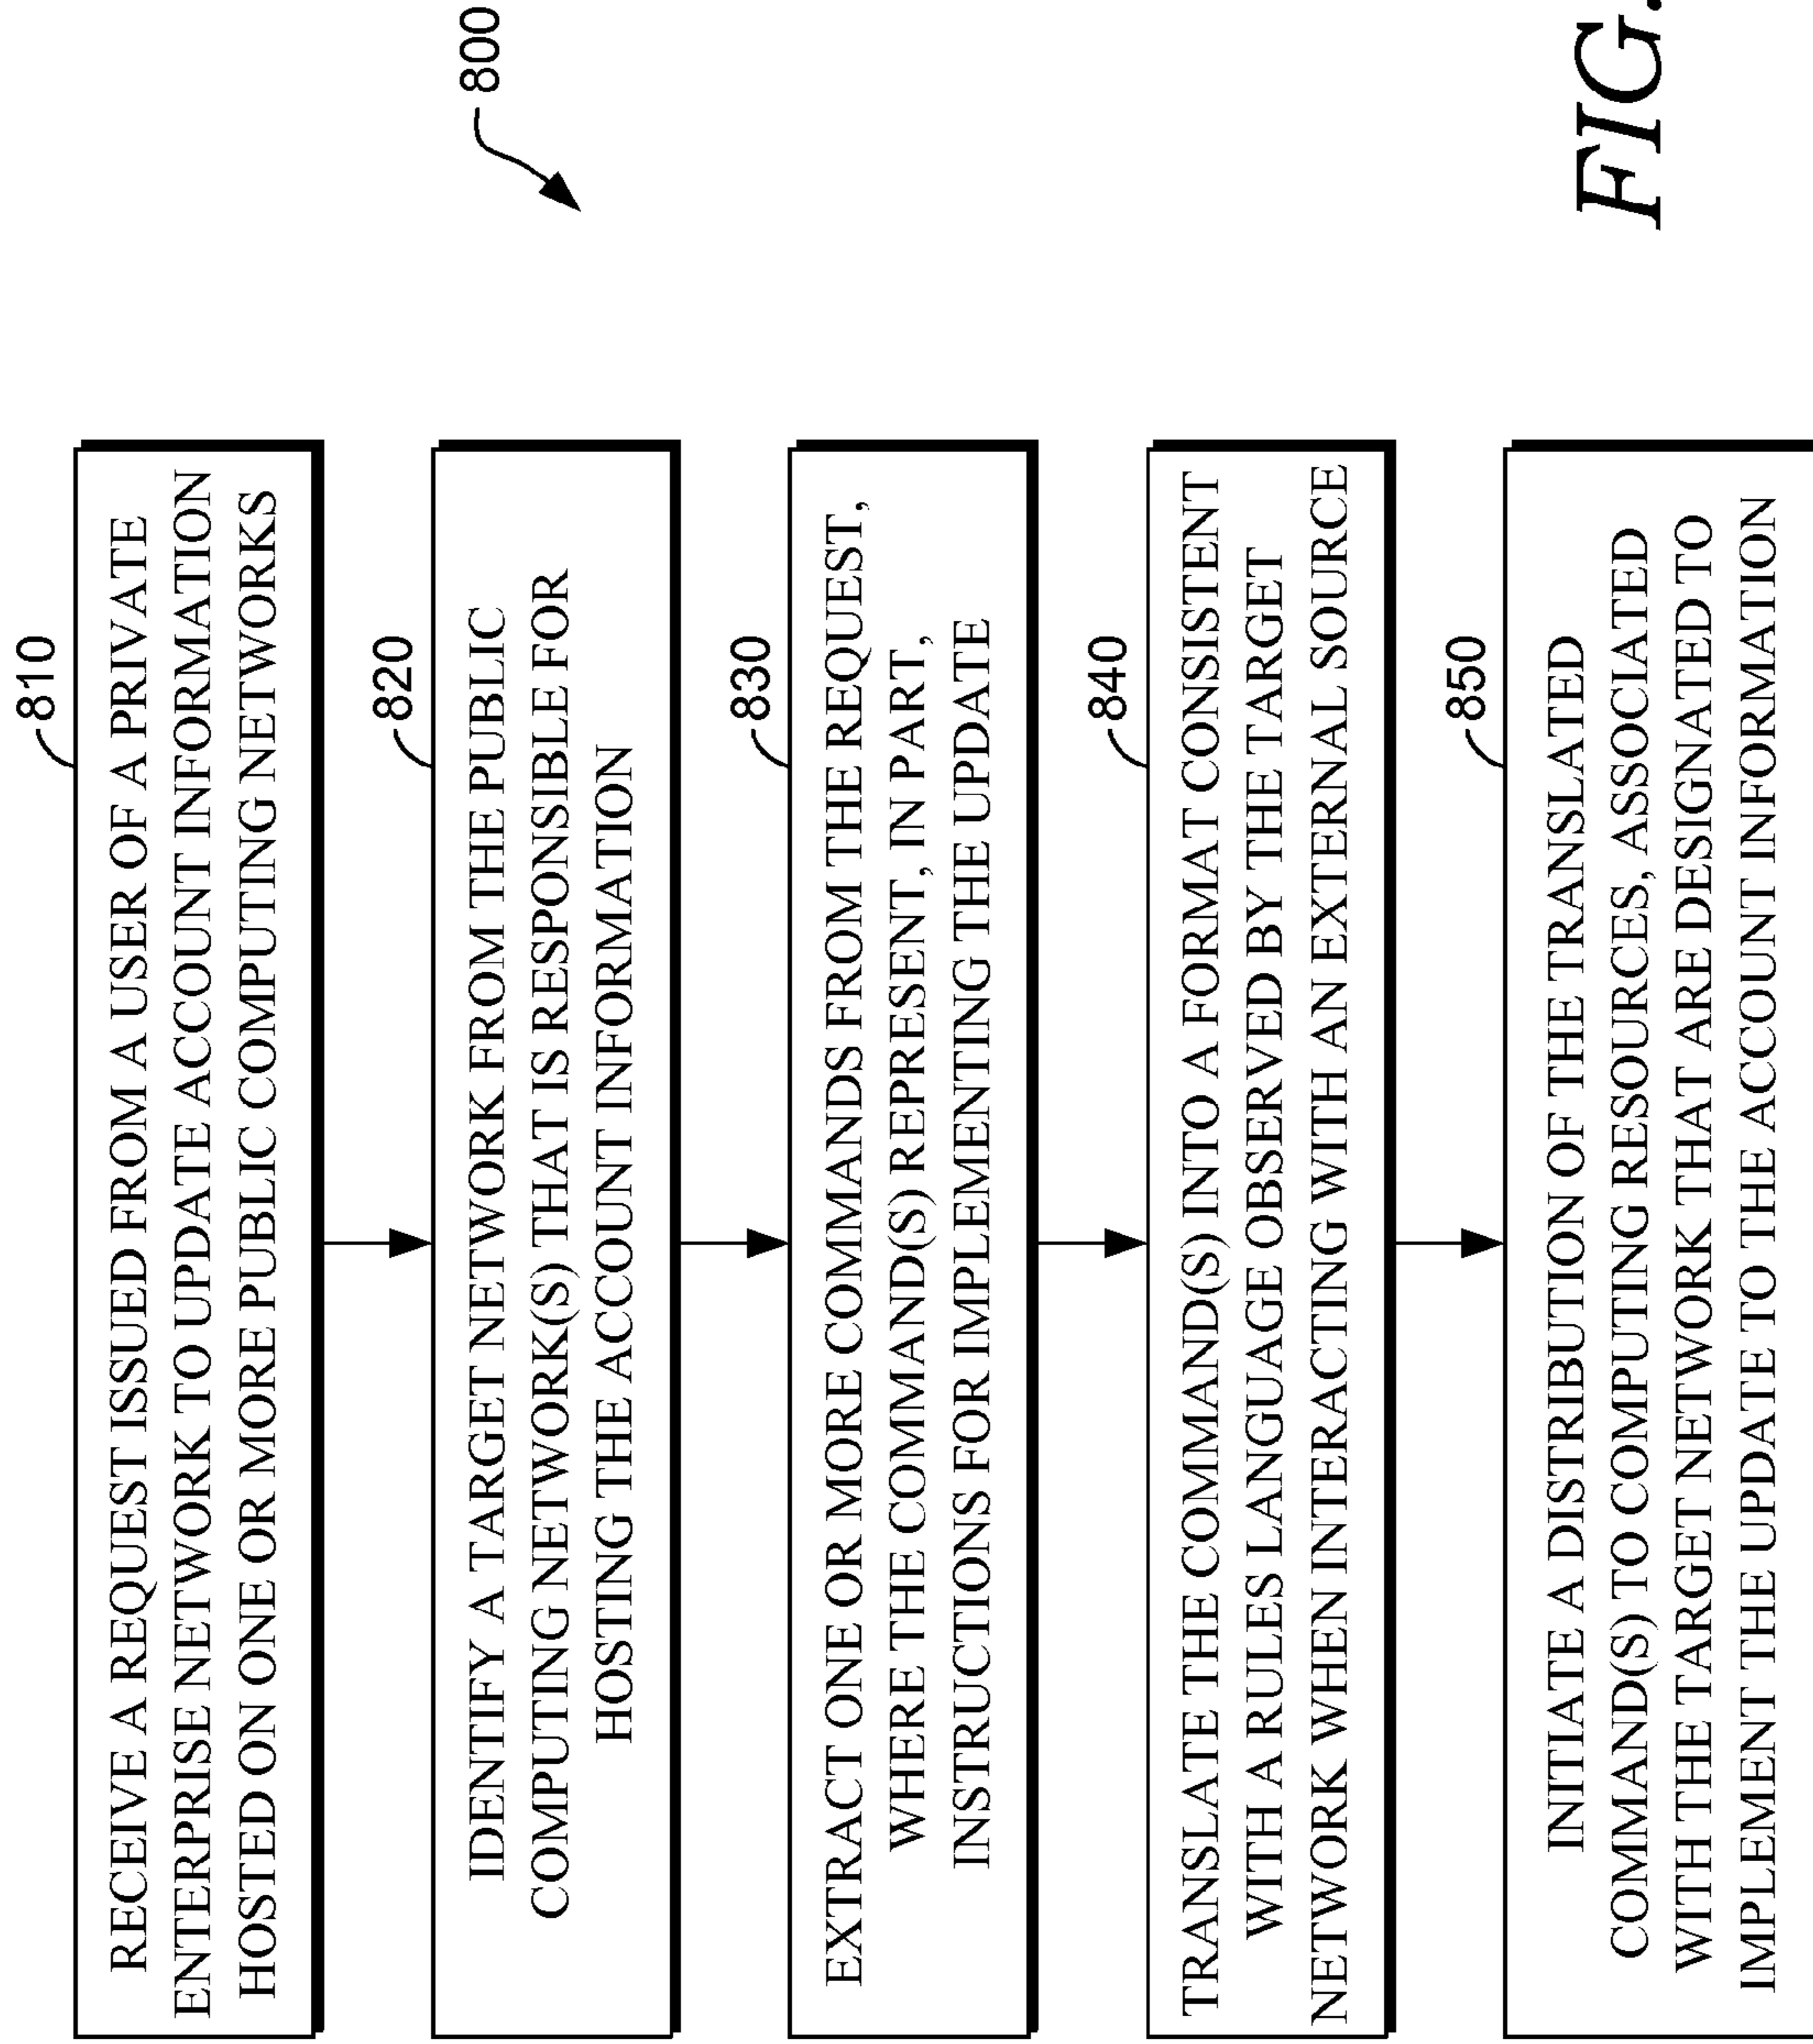 810
RECEIVE A REQUEST ISSUED FROM A USER OF A PRIVATE
ENTERPRISE NETWORK TO UPDATE ACCOUNT INFORMATION
HOSTED ON ONE OR MORE PUBLIC COMPUTING NETWORKS
820
IDENTIFY A TARGET NETWORK FROM THE PUBLIC
COMPUTING NETWORK(S) THAT IS RESPONSIBLE FOR
HOSTING THE ACCOUNT INFORMATION
800
830
EXTRACT ONE OR MORE COMMANDS FROM THE REQUEST,
WHERE THE COMMAND(S) REPRESENT, IN PART,
INSTRUCTIONS FOR IMPLEMENTING THE UPDATE
840
TRANSLATE THE COMMAND(S) INTO A FORMAT CONSISTENT
WITH A RULES LANGUAGE OBSERVED BY THE TARGET
NETWORK WHEN INTERACTING WITH AN EXTERNAL SOURCE
850
INITIATE A DISTRIBUTION OF THE TRANSLATED
COMMAND(S) TO COMPUTING RESOURCES, ASSOCIATED
WITH THE TARGET NETWORK THAT ARE DESIGNATED TO
IMPLEMENT THE UPDATE TO THE ACCOUNT INFORMATION
FIG.